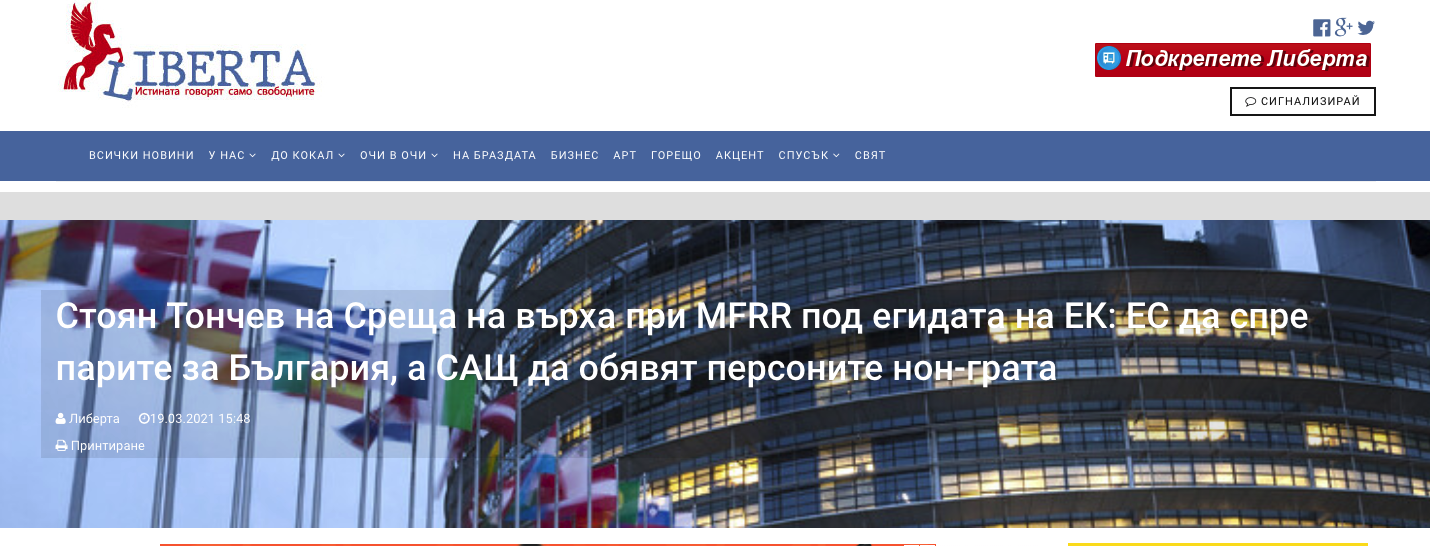 LIBERTA
Истината говорят само свободните
Подкрепете Либерта
СИГНАЛИЗИРАЙ
ВСИЧКИ НОВИНИ У НАС ДО КОКАЛ ОЧИ В ОЧИ НА БРАЗДАТА БИЗНЕС АРТ ГОРЕЩО АКЦЕНТ СПУСЪК СВЯТ
Стоян Тончев на Среща на върха при MFRR под егидата на ЕК: ЕС да спре
парите за България, а САЩ да обявят персоните нон-грата
Либерта 19.03.2021 15:48
Принтиране